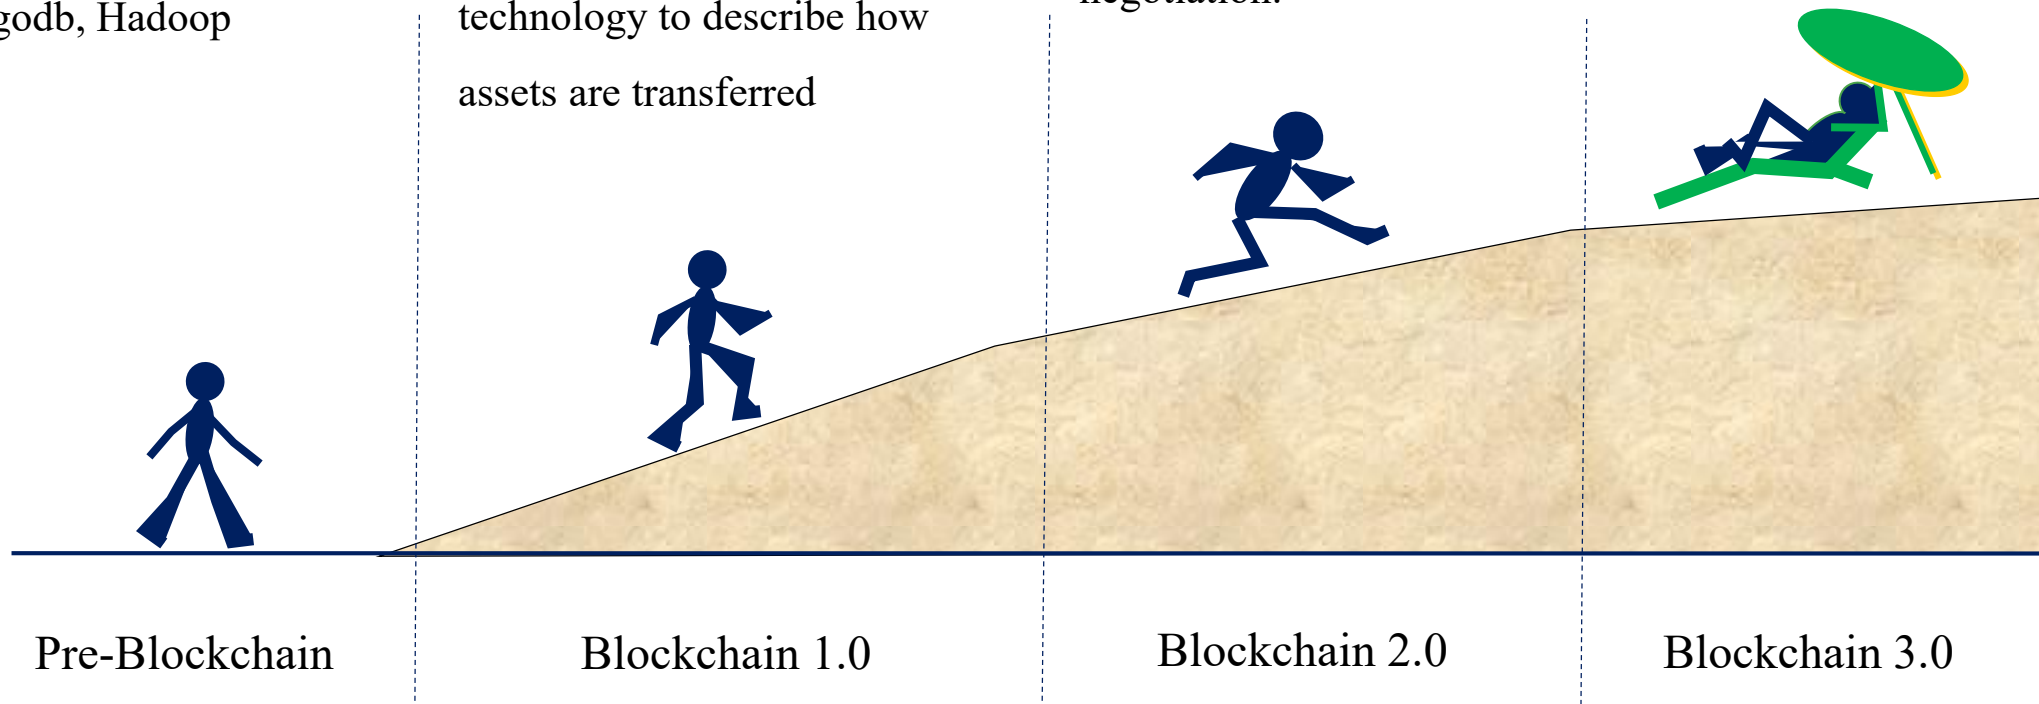 godb, Hadoop
technology to describe how
assets are transferred
negotiation.
Pre-Blockchain
Blockchain 1.0
Blockchain 2.0
Blockchain 3.0